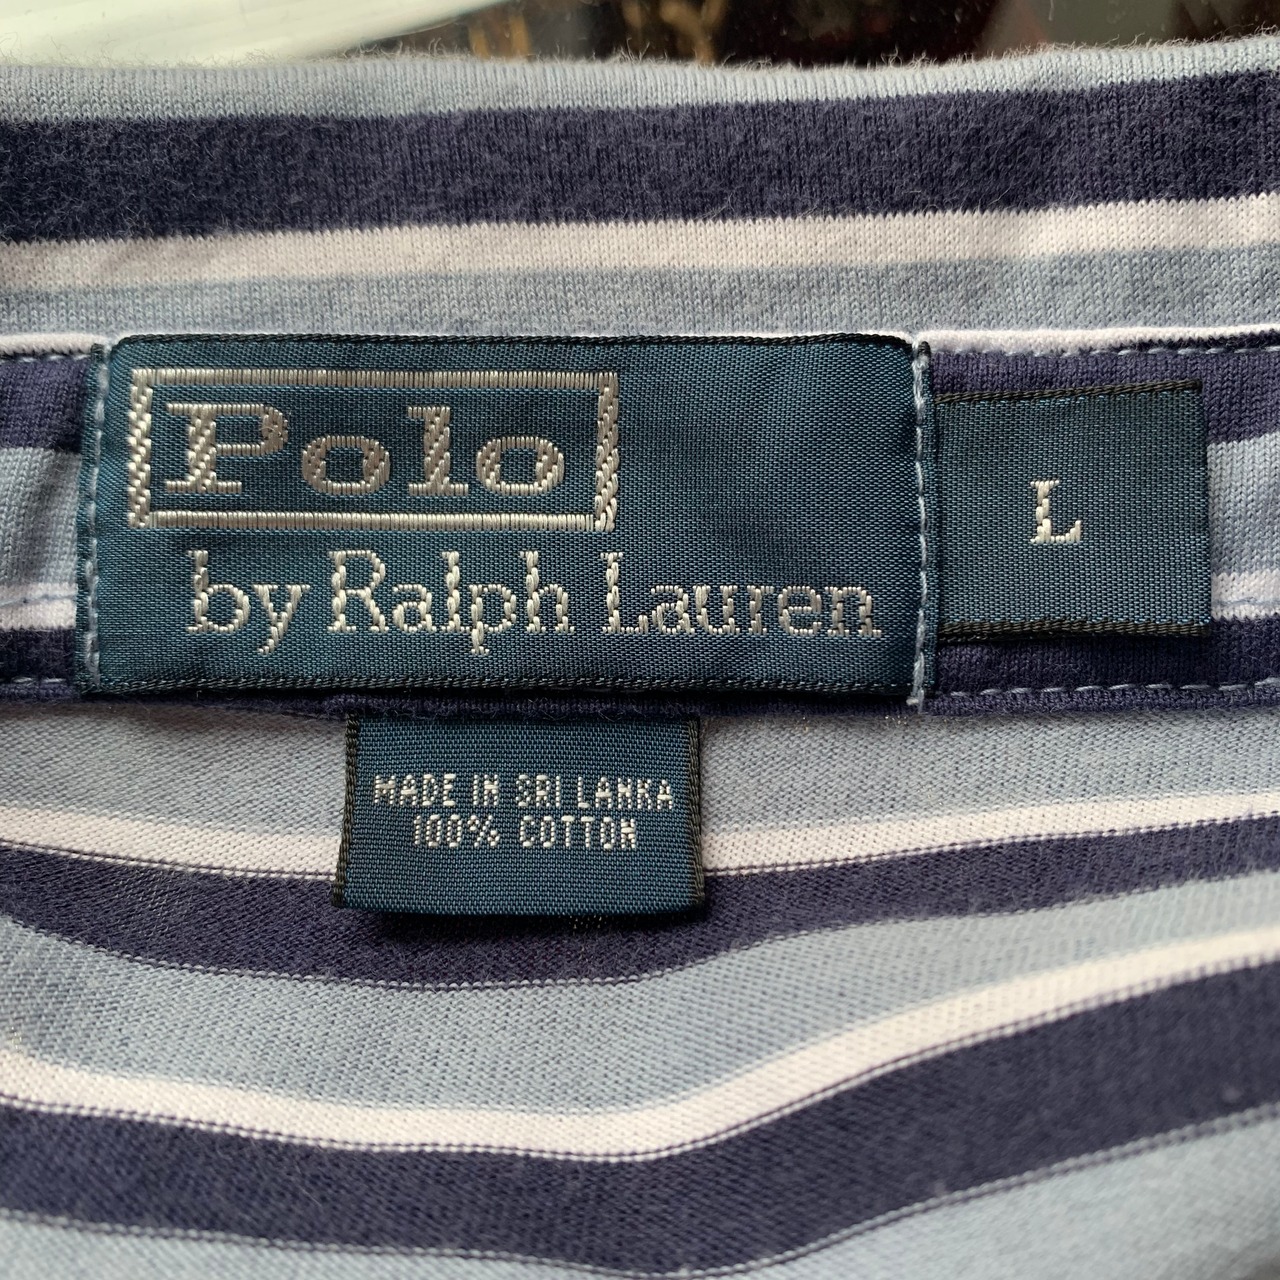 Polo
by Ralph Lauren
L
MADE IN SRI LANKA
100% COTTON